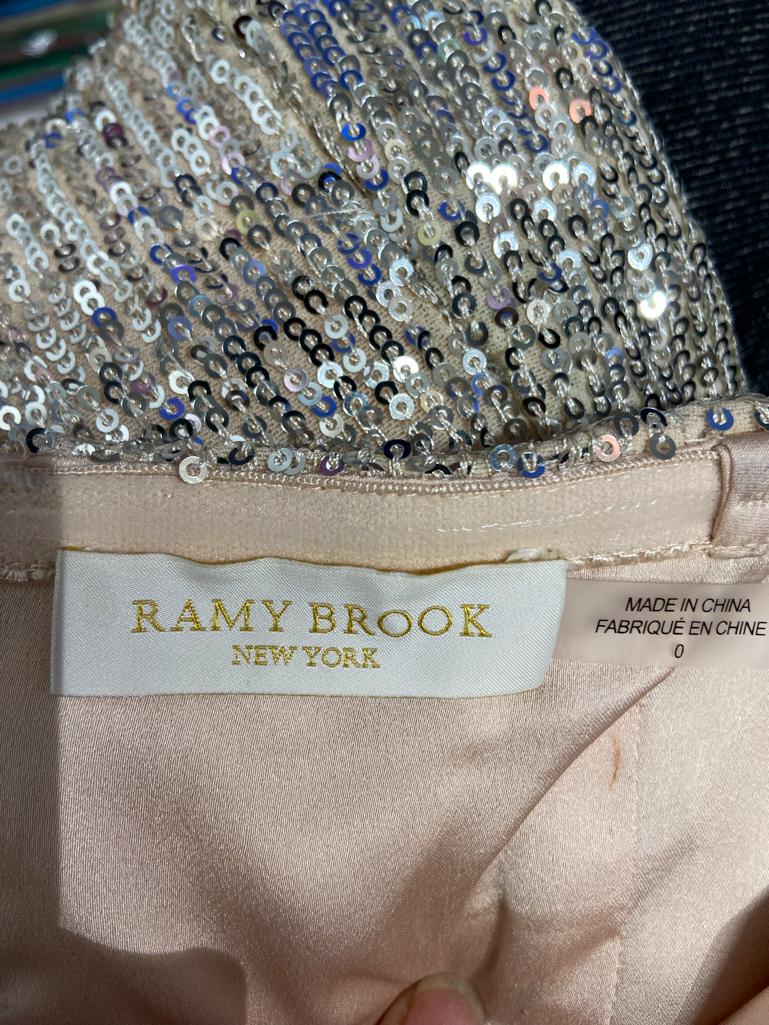 RAMY BROOK
NEW YORK
MADE IN CHINA
FABRIQUÉ EN CHINE
0